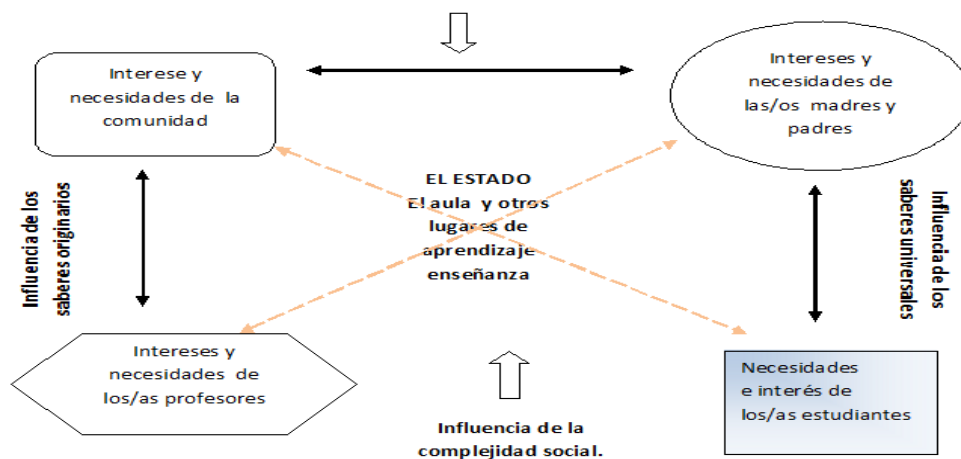 Interese y
necesidades de la
comunidad
Intereses y
necesidades de
las/os madres y
padres
Influencia de los
saberes originarios
EL ESTADO
El aula y otros
lugares de
aprendizaje
enseñanza
Influencia de los
saberes universales
Intereses y
necesidades de
los/as profesores
Necesidades
e interés de
los/as estudiantes
Influencia de la
complejidad social.